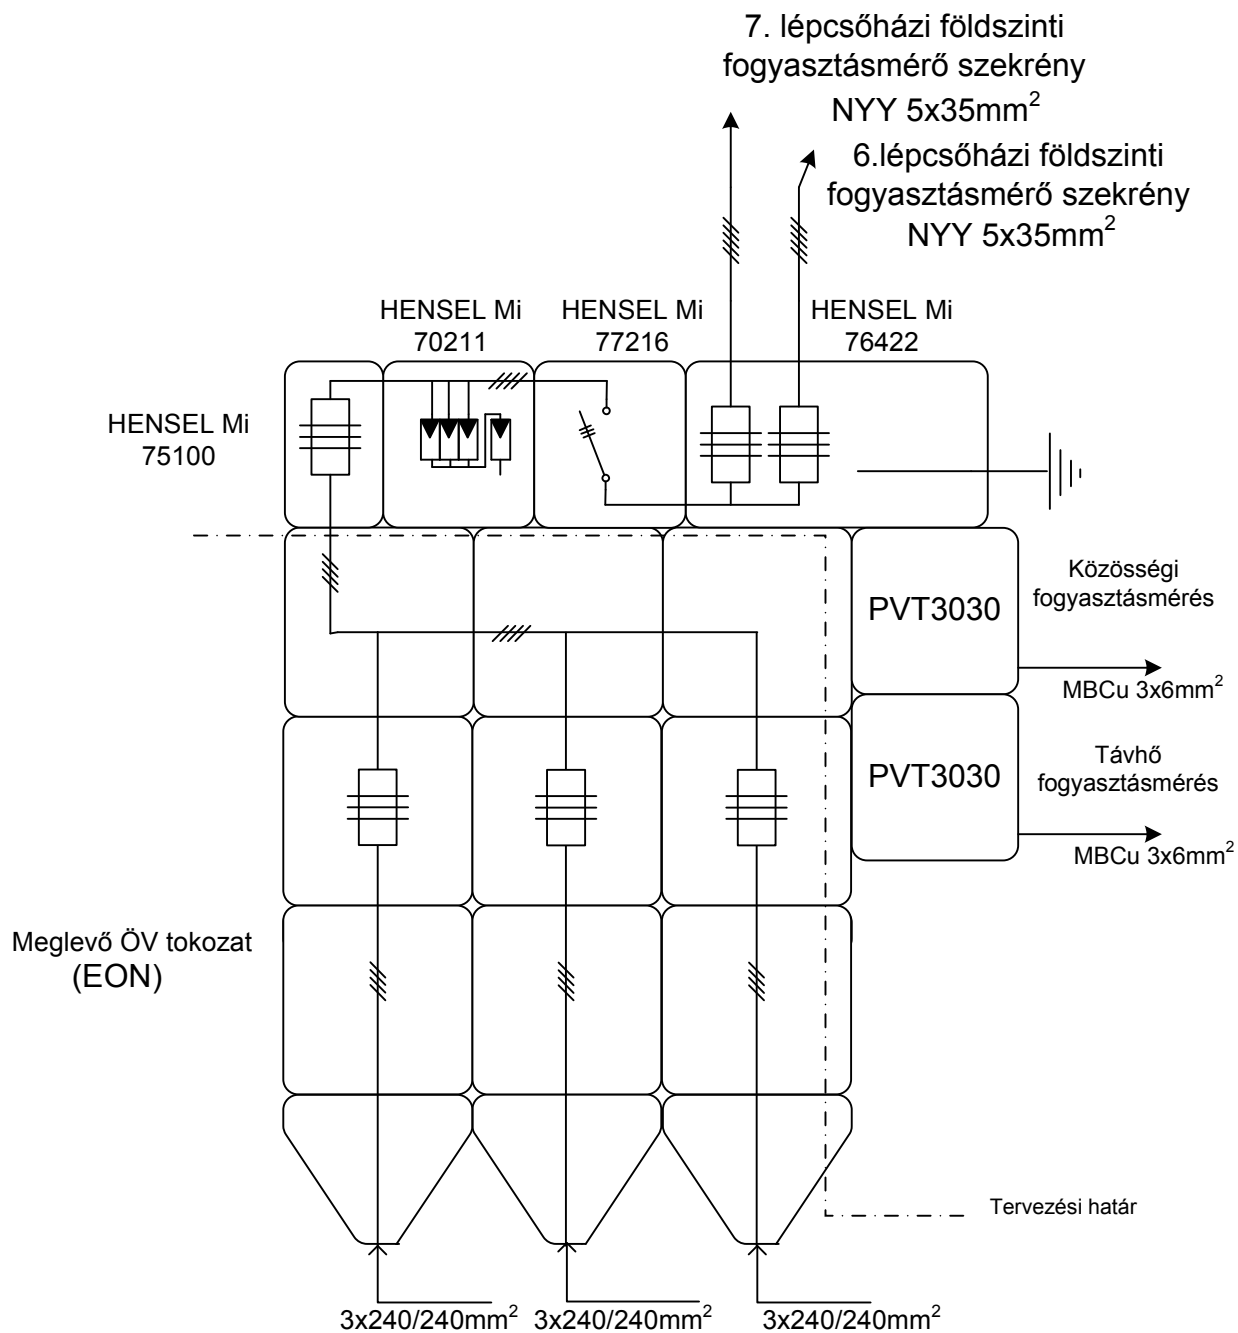 7. lépcsőházi földszinti
fogyasztásmérő szekrény
NYY 5x35mm²
6.lépcsőházi földszinti
fogyasztásmérő szekrény
NYY 5x35mm²
HENSEL Mi
70211
HENSEL Mi
77216
HENSEL Mi
76422
HENSEL Mi
75100
PVT3030
Közösségi
fogyasztásmérés
MBCu 3x6mm²
PVT3030
Távhő
fogyasztásmérés
MBCu 3x6mm²
Meglevő ÖV tokozat
(EON)
Tervezési határ
3x240/240mm²
3x240/240mm²
3x240/240mm²